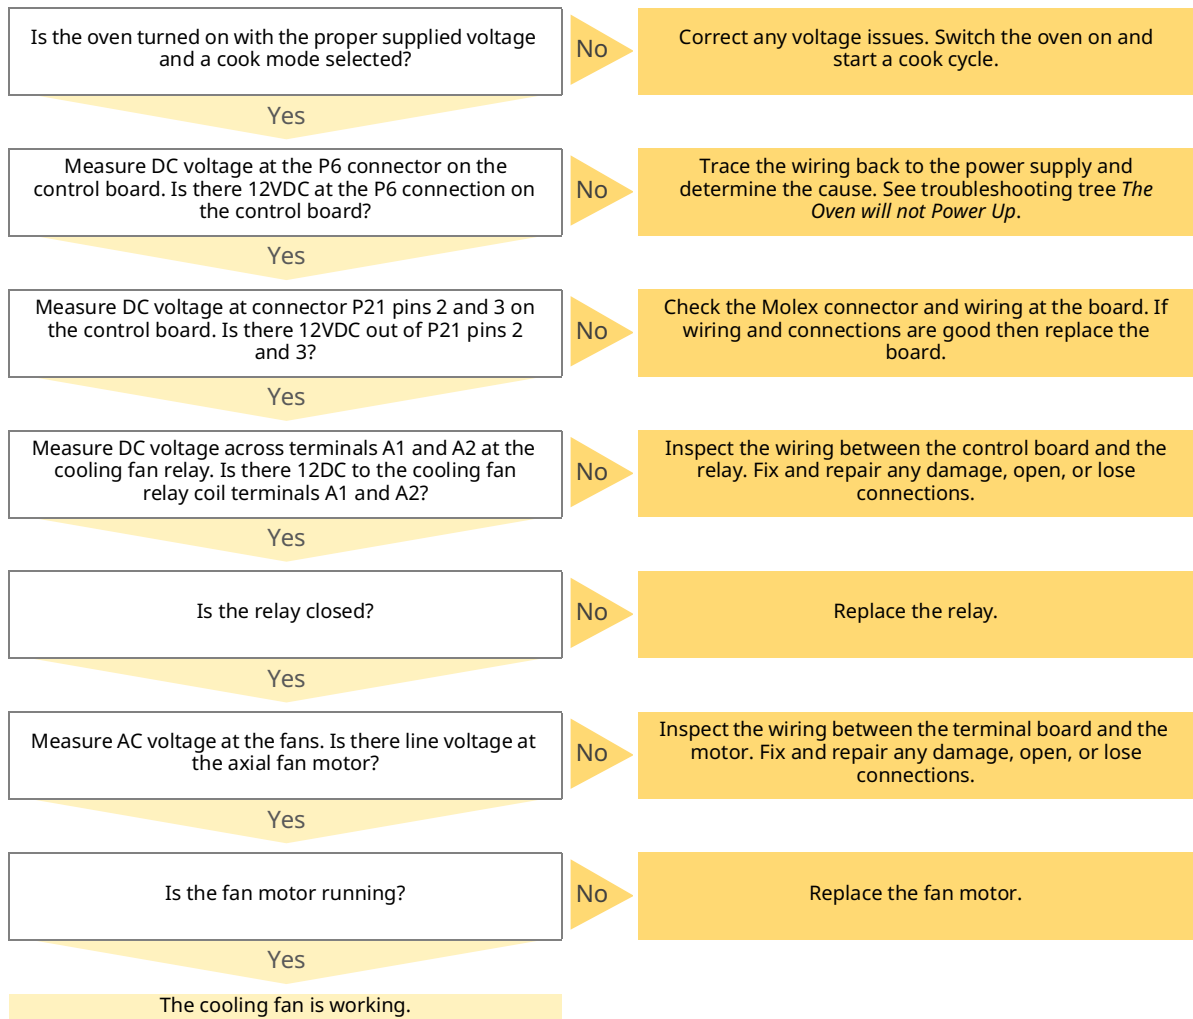 Is the oven turned on with the proper supplied voltage
and a cook mode selected?
No
Correct any voltage issues. Switch the oven on and
start a cook cycle.
Yes
Measure DC voltage at the P6 connector on the
control board. Is there 12VDC at the P6 connection on
the control board?
No
Trace the wiring back to the power supply and
determine the cause. See troubleshooting tree The
Oven will not Power Up.
Yes
Measure DC voltage at connector P21 pins 2 and 3 on
the control board. Is there 12VDC out of P21 pins 2
and 3?
No
Check the Molex connector and wiring at the board. If
wiring and connections are good then replace the
board.
Yes
Measure DC voltage across terminals A1 and A2 at the
cooling fan relay. Is there 12DC to the cooling fan
relay coil terminals A1 and A2?
No
Inspect the wiring between the control board and the
relay. Fix and repair any damage, open, or lose
connections.
Yes
Is the relay closed?
No
Replace the relay.
Yes
Measure AC voltage at the fans. Is there line voltage at
the axial fan motor?
No
Inspect the wiring between the terminal board and the
motor. Fix and repair any damage, open, or lose
connections.
Yes
Is the fan motor running?
No
Replace the fan motor.
Yes
The cooling fan is working.